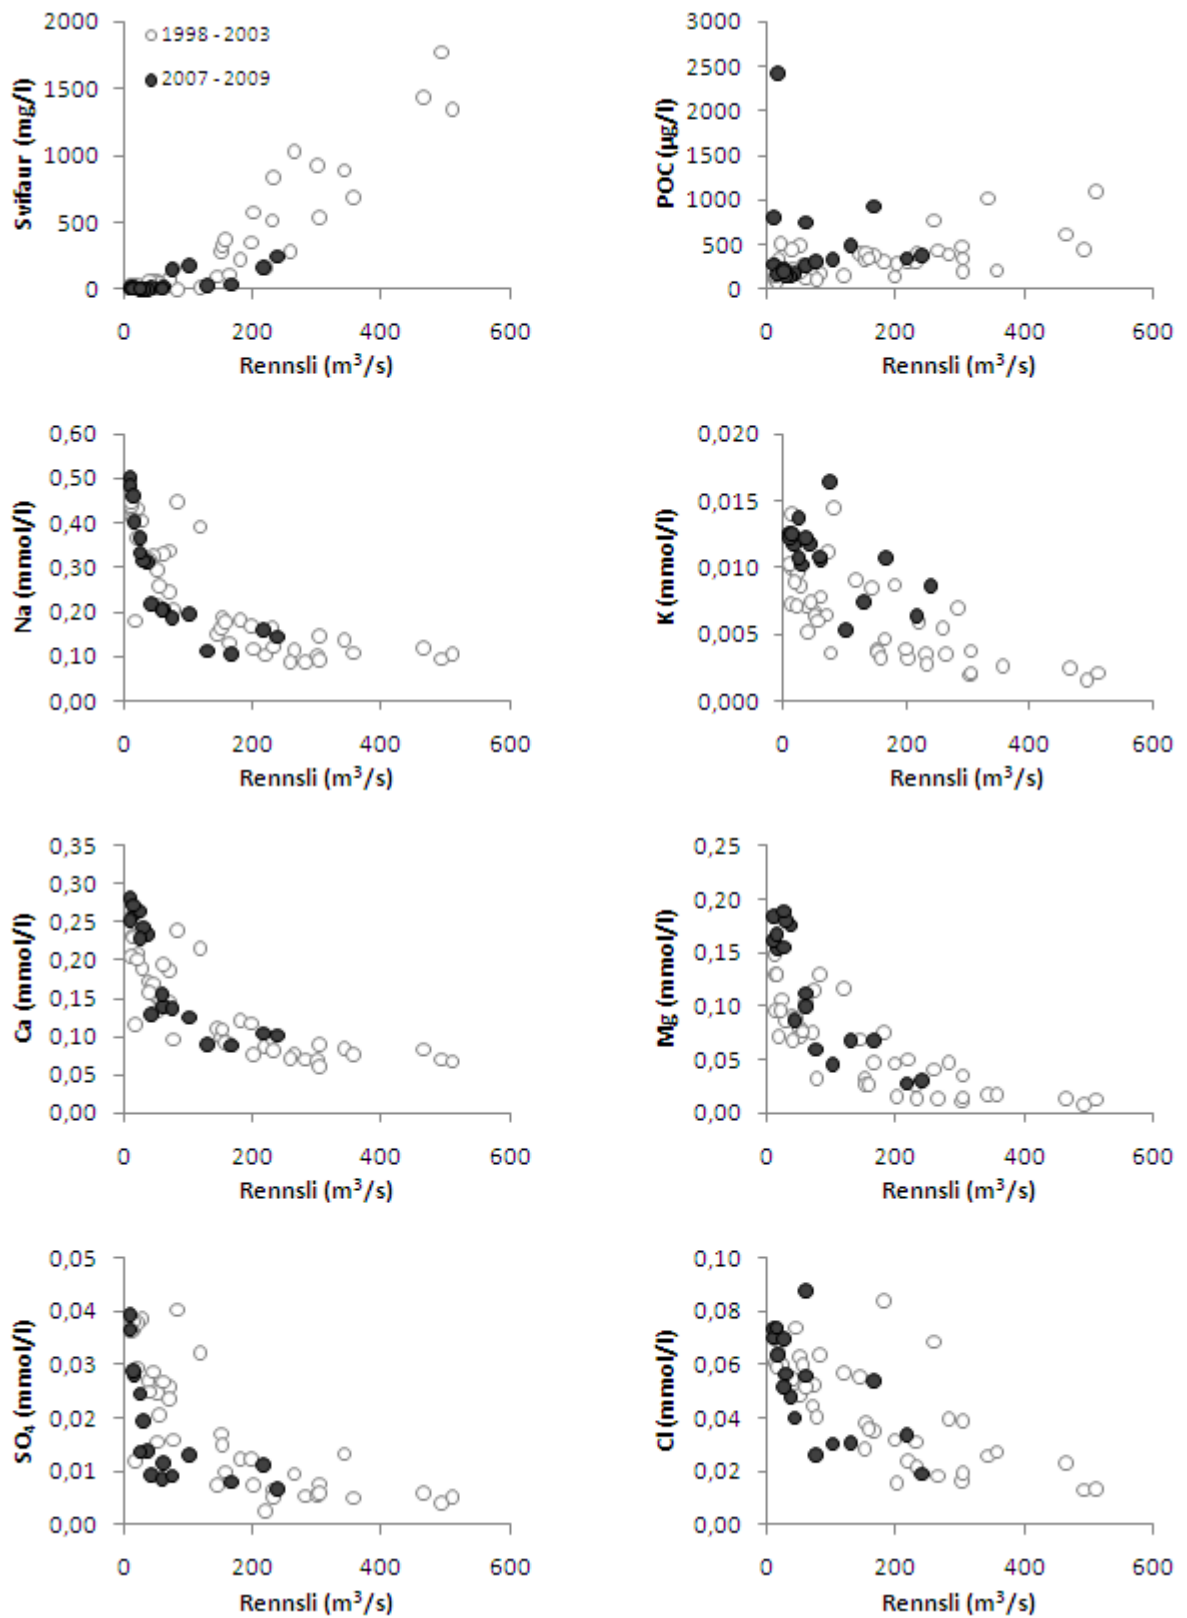 2000
1500
1000
500
0
Svifaur (mg/l)
1998 - 2003
2007 - 2009
0 200 400 600
Rennsli (m³/s)
3000
2500
2000
1500
1000
500
0
POC (µg/l)
0 200 400 600
Rennsli (m³/s)
0,60
0,50
0,40
0,30
0,20
0,10
0,00
Na (mmol/l)
0 200 400 600
Rennsli (m³/s)
0,020
0,015
0,010
0,005
0,000
K (mmol/l)
0 200 400 600
Rennsli (m³/s)
0,35
0,30
0,25
0,20
0,15
0,10
0,05
0,00
Ca (mmol/l)
0 200 400 600
Rennsli (m³/s)
0,25
0,20
0,15
0,10
0,05
0,00
Mg (mmol/l)
0 200 400 600
Rennsli (m³/s)
0,05
0,04
0,03
0,02
0,01
0,00
SO₄ (mmol/l)
0 200 400 600
Rennsli (m³/s)
0,10
0,08
0,06
0,04
0,02
0,00
Cl (mmol/l)
0 200 400 600
Rennsli (m³/s)